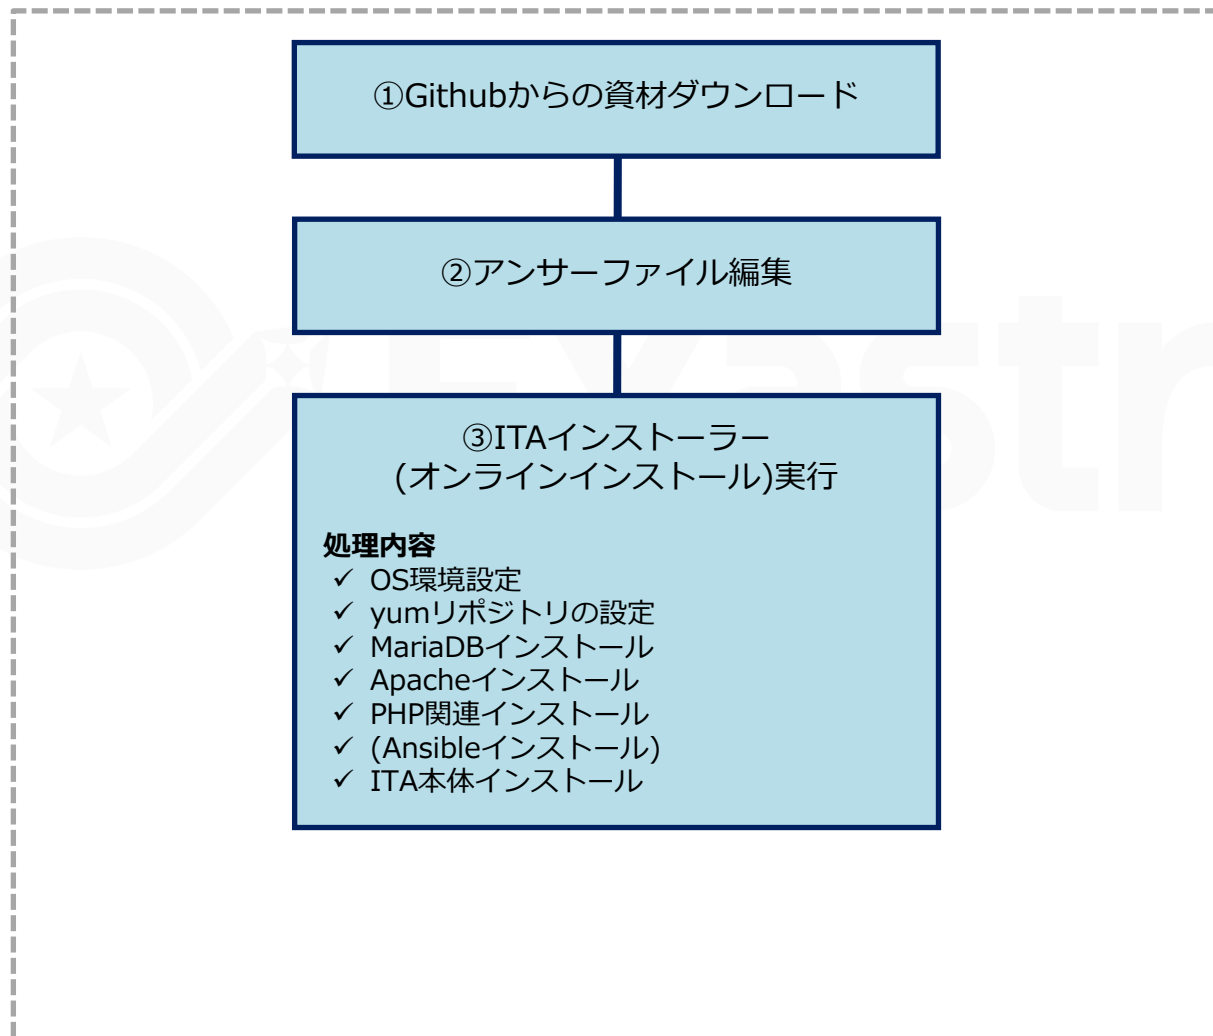 ①Githubからの資材ダウンロード
②アンサーファイル編集
③ITAインストーラー
(オンラインインストール)実行
処理内容
✓ OS環境設定
✓ yumリポジトリの設定
✓ MariaDBインストール
✓ Apacheインストール
✓ PHP関連インストール
✓ (Ansibleインストール)
✓ ITA本体インストール
Exastr